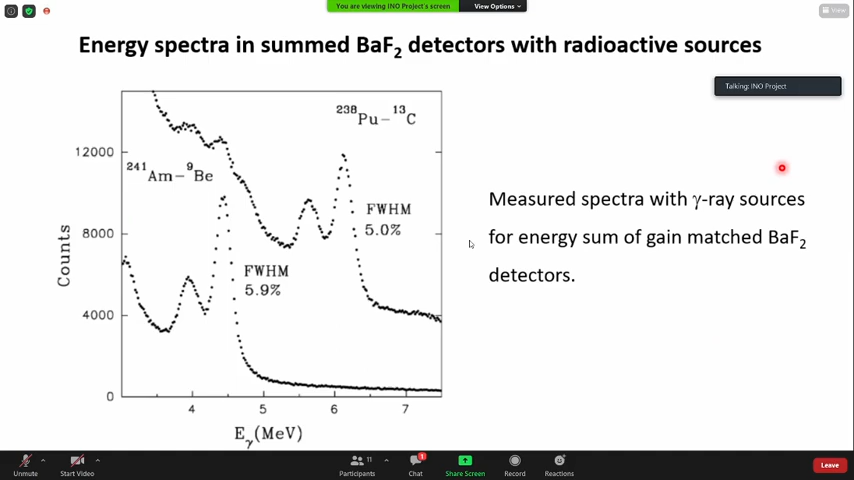 You are viewing INO Project's screen
View Options
View
Energy spectra in summed BaF2 detectors with radioactive sources
Talking: INO Project
238Pu-13C
12000
241Am-9Be
Measured spectra with γ-ray sources
for energy sum of gain matched BaF2
detectors.
FWHM
5.0%
8000
Counts
FWHM
5.9%
4000
0
4 5 6 7
Eγ(MeV)
11
1
Unmute
Start Video
Participants
Chat
Share Screen
Record
Reactions
Leave